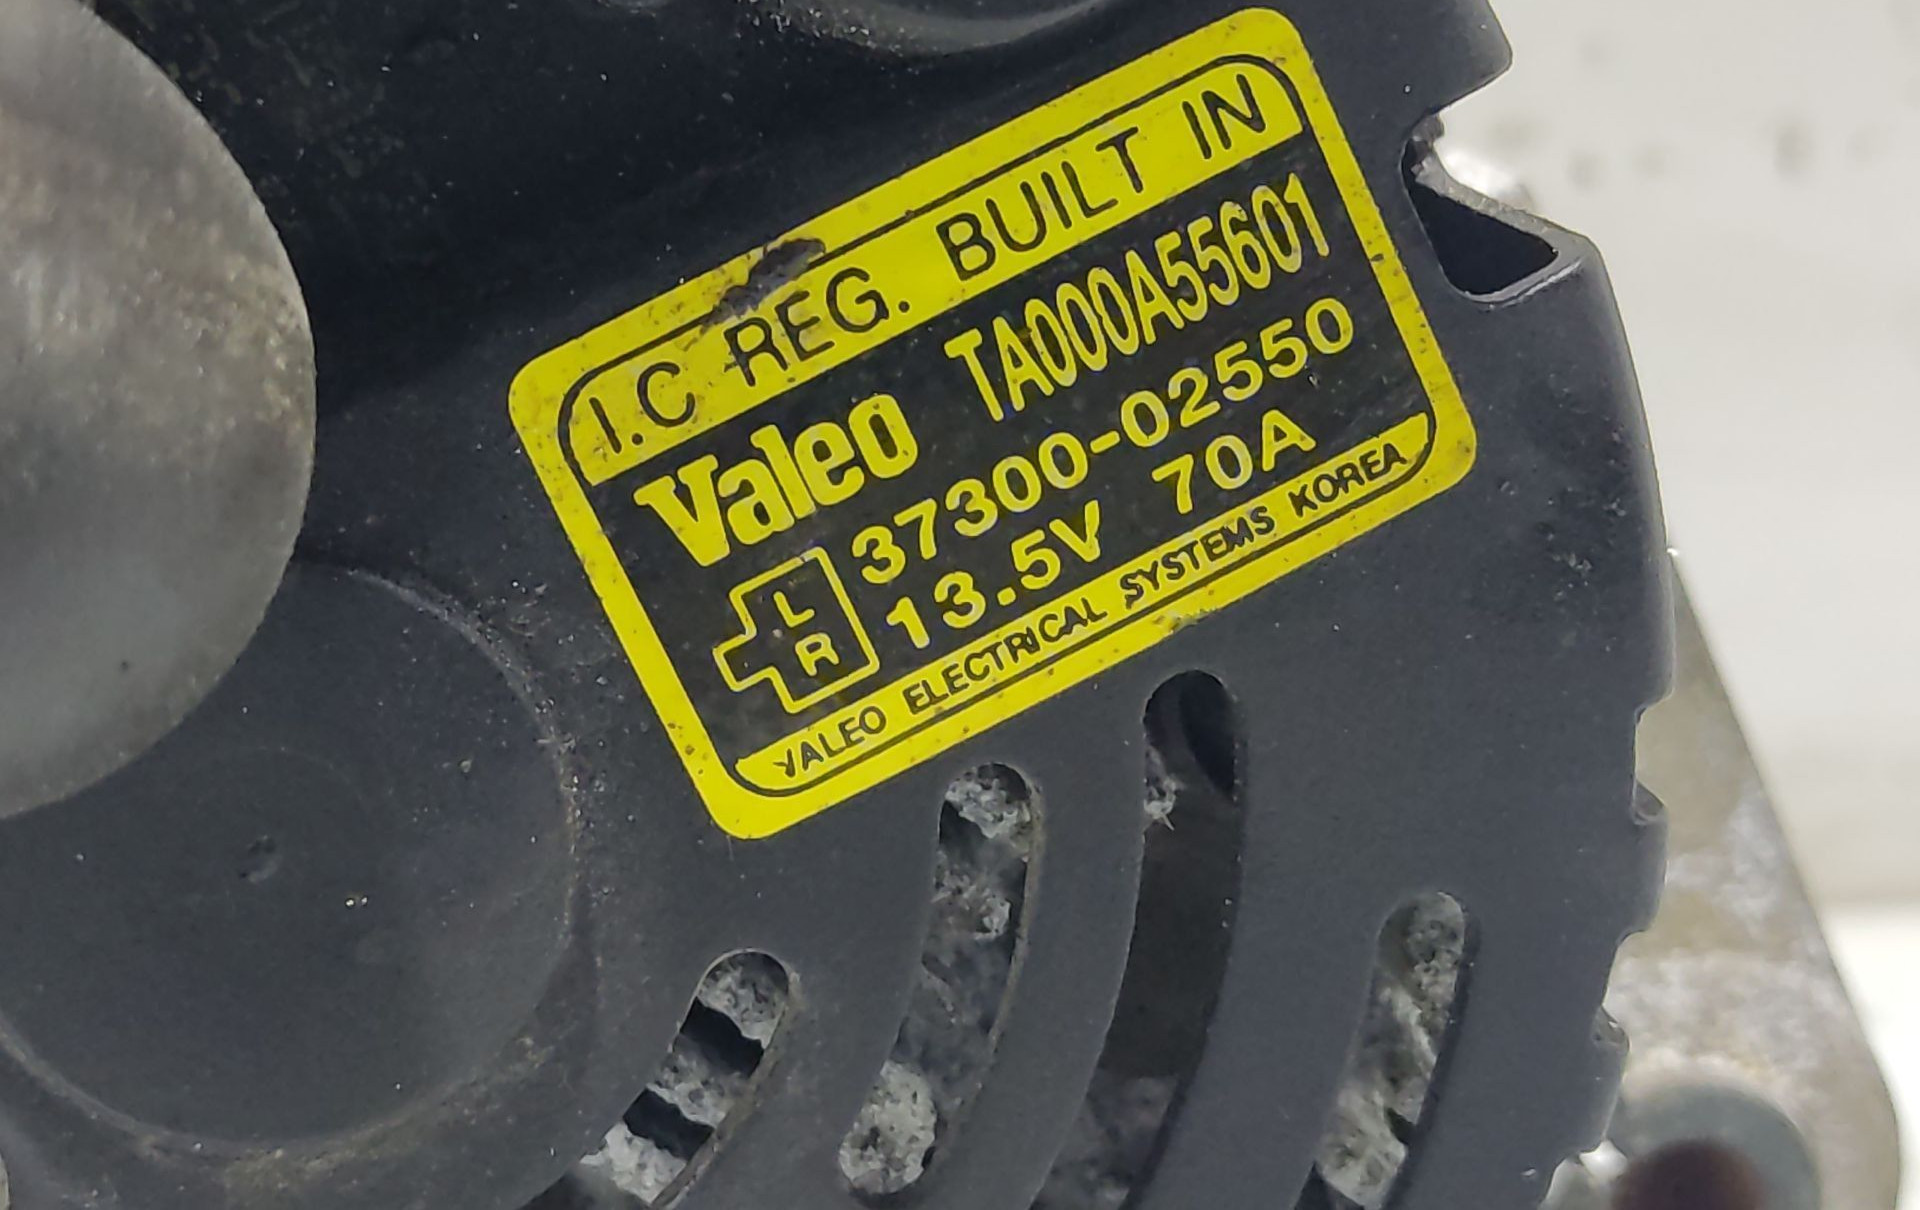 I.C REG. BUILT IN
Valeo TA000A55601
37300-02550
L
R
13.5V 70A
VALEO ELECTRICAL SYSTEMS KOREA